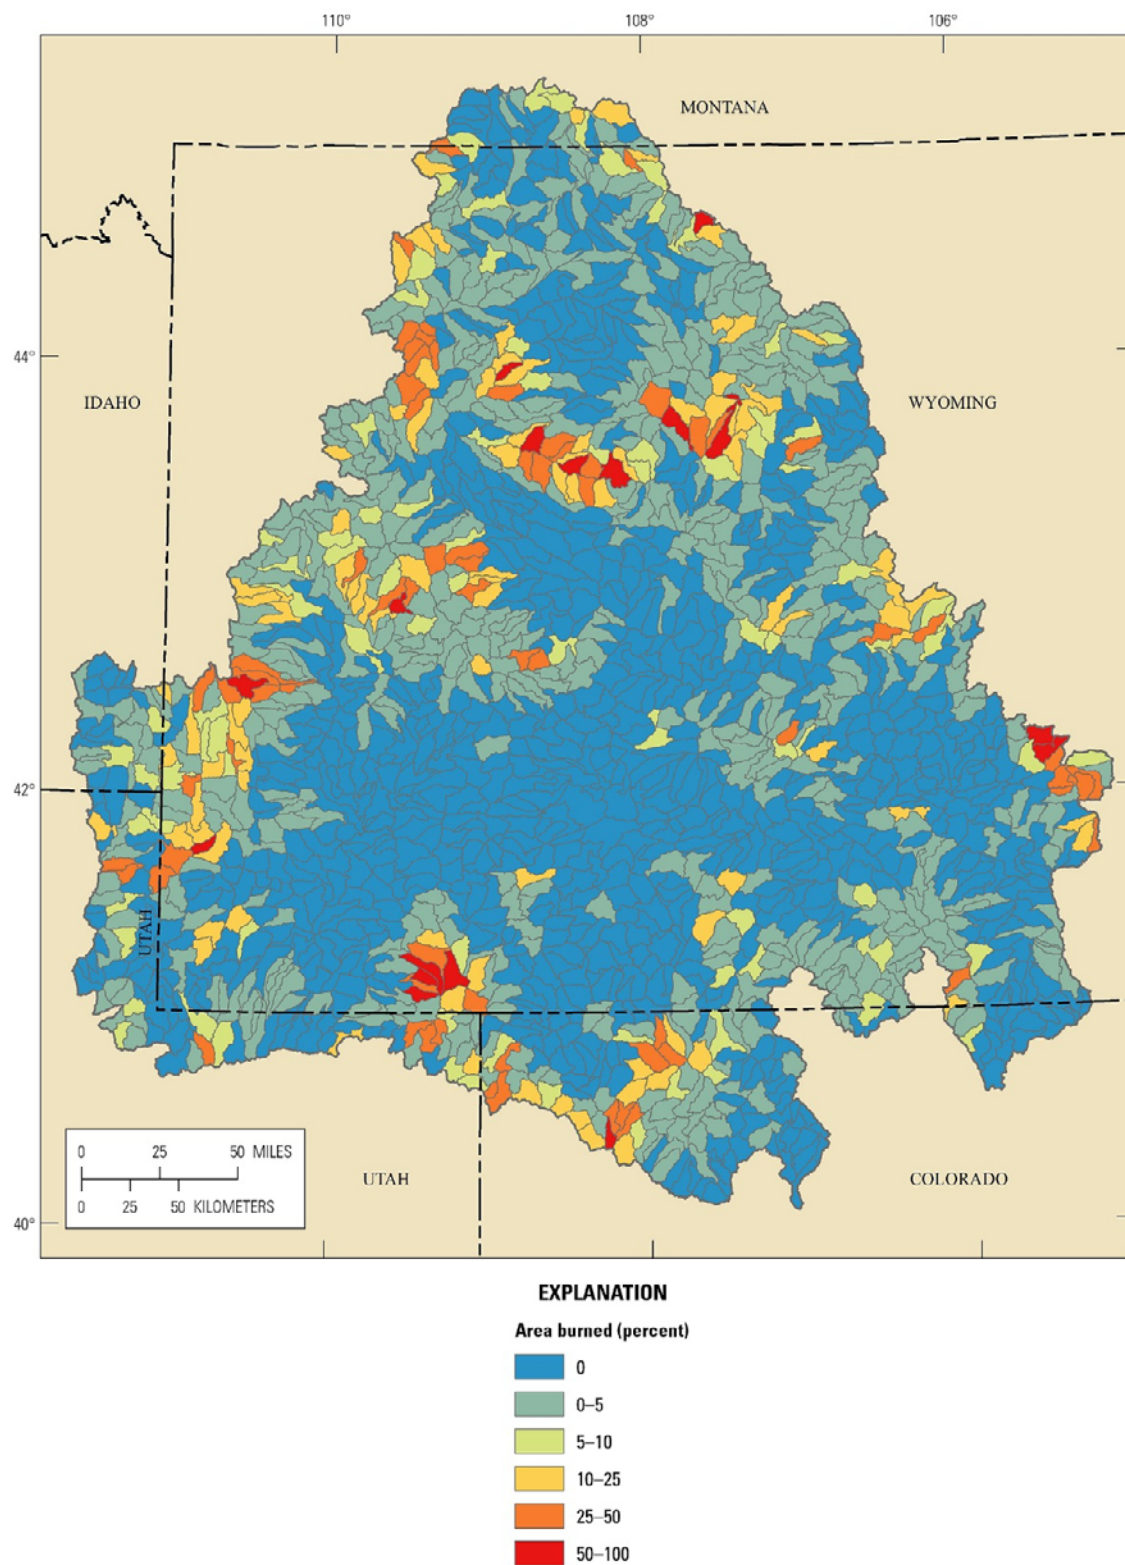 110° 108° 106°
MONTANA
44°
IDAHO
WYOMING
42°
UTAH
0 25 50 MILES
0 25 50 KILOMETERS
UTAH
COLORADO
40°
EXPLANATION
Area burned (percent)
0
0–5
5–10
10–25
25–50
50–100